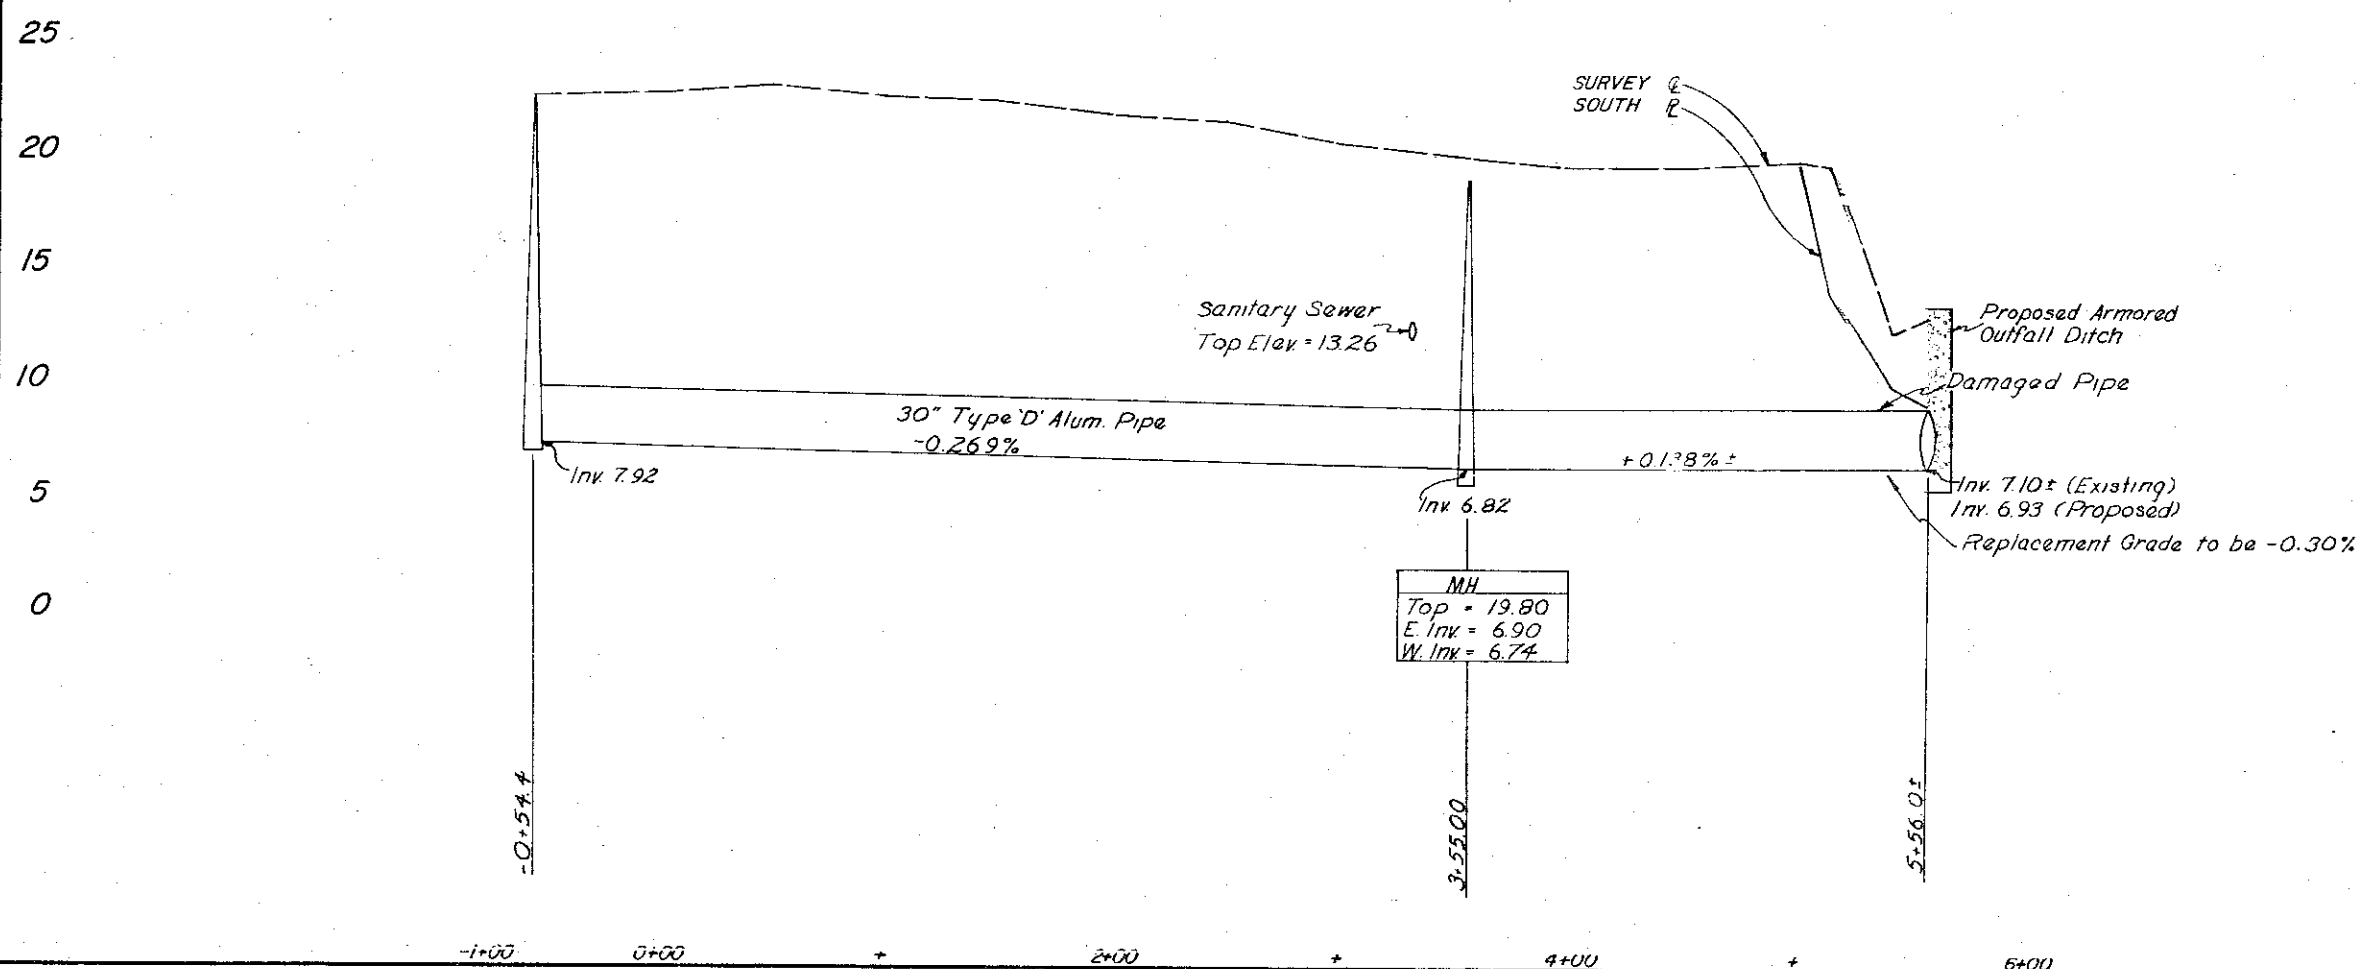 25
20
15
10
5
0
SURVEY ℄
SOUTH ⅊
Sanitary Sewer
Top Elev. = 13.26
Proposed Armored
Outfall Ditch
Damaged Pipe
30" Type 'D' Alum. Pipe
-0.269%
+0.138% ±
Inv. 7.92
Inv. 6.82
Inv. 7.10± (Existing)
Inv. 6.93 (Proposed)
Replacement Grade to be -0.30%
MH
Top = 19.80
E. Inv. = 6.90
W. Inv. = 6.74
-0+54.4
3+55.00
5+56.0±
-1+00 0+00 + 2+00 + 4+00 + 6+00